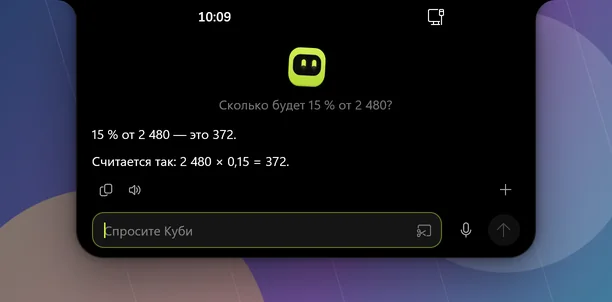 10:09
Сколько будет 15 % от 2 480?
15 % от 2 480 — это 372.
Считается так: 2 480 × 0,15 = 372.
Спросите Куби